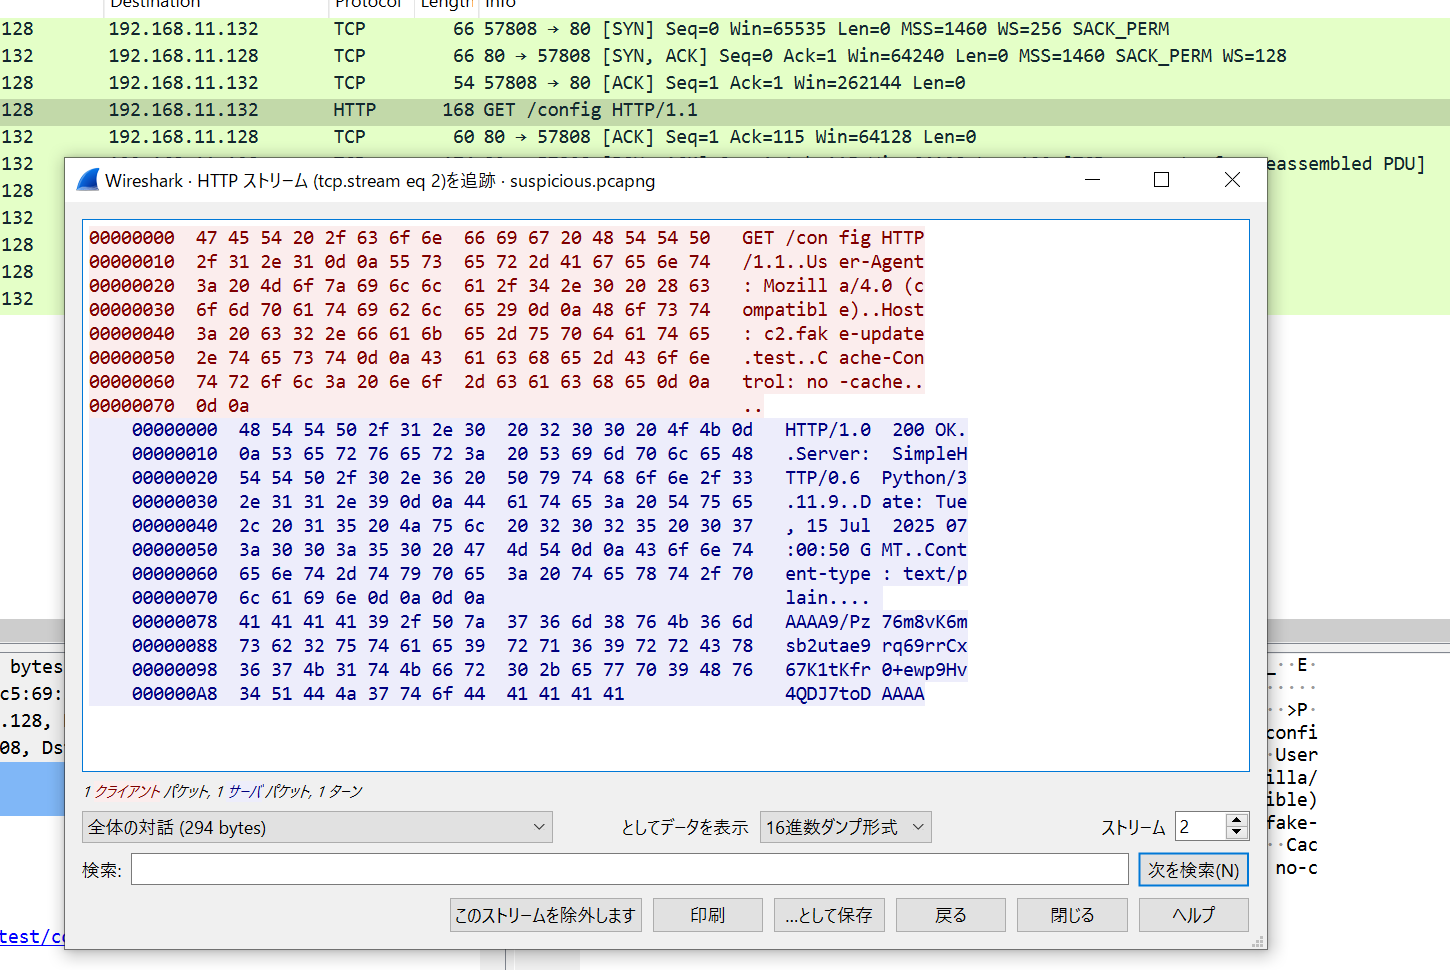 Destination Protocol Length Info
128 192.168.11.132 TCP 66 57808 → 80 [SYN] Seq=0 Win=65535 Len=0 MSS=1460 WS=256 SACK_PERM
132 192.168.11.128 TCP 66 80 → 57808 [SYN, ACK] Seq=0 Ack=1 Win=64240 Len=0 MSS=1460 SACK_PERM WS=128
128 192.168.11.132 TCP 54 57808 → 80 [ACK] Seq=1 Ack=1 Win=262144 Len=0
128 192.168.11.132 HTTP 168 GET /config HTTP/1.1
132 192.168.11.128 TCP 60 80 → 57808 [ACK] Seq=1 Ack=115 Win=64128 Len=0
132 eassembled PDU]
128
132
128
128
132
Wireshark · HTTP ストリーム (tcp.stream eq 2)を追跡 · suspicious.pcapng
00000000 47 45 54 20 2f 63 6f 6e 66 69 67 20 48 54 54 50 GET /con fig HTTP
00000010 2f 31 2e 31 0d 0a 55 73 65 72 2d 41 67 65 6e 74 /1.1..Us er-Agent
00000020 3a 20 4d 6f 7a 69 6c 6c 61 2f 34 2e 30 20 28 63 : Mozill a/4.0 (c
00000030 6f 6d 70 61 74 69 62 6c 65 29 0d 0a 48 6f 73 74 ompatibl e)..Host
00000040 3a 20 63 32 2e 66 61 6b 65 2d 75 70 64 61 74 65 : c2.fak e-update
00000050 2e 74 65 73 74 0d 0a 43 61 63 68 65 2d 43 6f 6e .test..C ache-Con
00000060 74 72 6f 6c 3a 20 6e 6f 2d 63 61 63 68 65 0d 0a trol: no -cache..
00000070 0d 0a ..
00000000 48 54 54 50 2f 31 2e 30 20 32 30 30 20 4f 4b 0d HTTP/1.0 200 OK.
00000010 0a 53 65 72 76 65 72 3a 20 53 69 6d 70 6c 65 48 .Server: SimpleH
00000020 54 54 50 2f 30 2e 36 20 50 79 74 68 6f 6e 2f 33 TTP/0.6 Python/3
00000030 2e 31 31 2e 39 0d 0a 44 61 74 65 3a 20 54 75 65 .11.9..D ate: Tue
00000040 2c 20 31 35 20 4a 75 6c 20 32 30 32 35 20 30 37 , 15 Jul 2025 07
00000050 3a 30 30 3a 35 30 20 47 4d 54 0d 0a 43 6f 6e 74 :00:50 G MT..Cont
00000060 65 6e 74 2d 74 79 70 65 3a 20 74 65 78 74 2f 70 ent-type : text/p
00000070 6c 61 69 6e 0d 0a 0d 0a lain....
00000078 41 41 41 41 39 2f 50 7a 37 36 6d 38 76 4b 36 6d AAAA9/Pz 76m8vK6m
00000088 73 62 32 75 74 61 65 39 72 71 36 39 72 72 43 78 sb2utae9 rq69rrCx
00000098 36 37 4b 31 74 4b 66 72 30 2b 65 77 70 39 48 76 67K1tKfr 0+ewp9Hv
000000A8 34 51 44 4a 37 74 6f 44 41 41 41 41 4QDJ7toD AAAA
1 クライアント パケット, 1 サーバ パケット, 1 ターン
全体の対話 (294 bytes) としてデータを表示 16進数ダンプ形式 ストリーム 2
検索: 次を検索(N)
このストリームを除外します 印刷 …として保存 戻る 閉じる ヘルプ
bytes
c5:69:
.128,
08, Ds
test/co
_ ··E·
·····
··>P·
confi
·User
illa/
ible)
fake-
··Cac
no-c